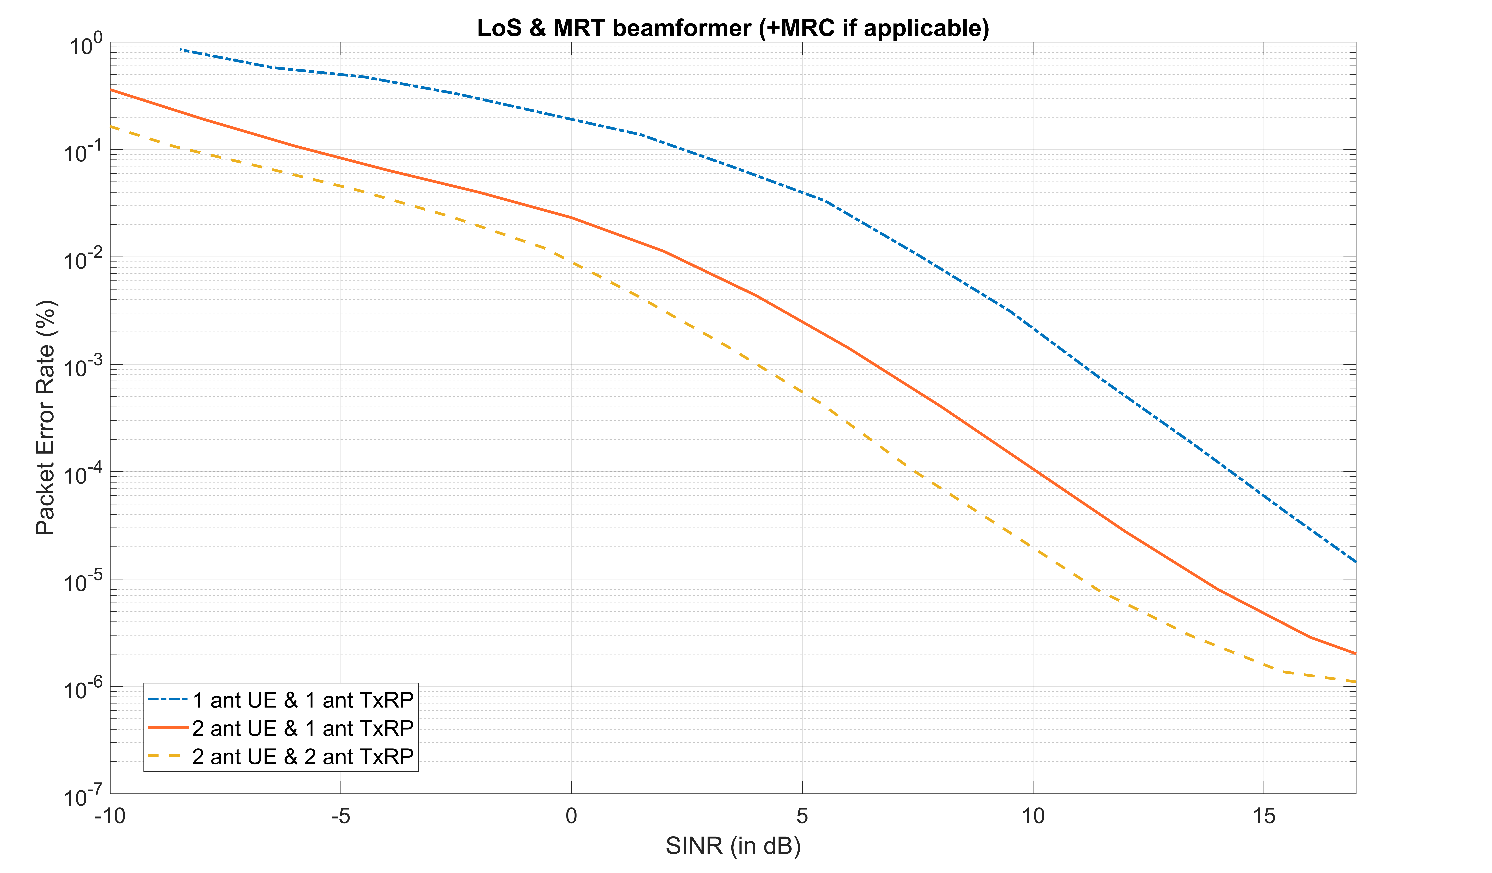 LoS & MRT beamformer (+MRC if applicable)
10^0
10^-1
10^-2
10^-3
10^-4
10^-5
10^-6
10^-7
Packet Error Rate (%)
1 ant UE & 1 ant TxRP
2 ant UE & 1 ant TxRP
2 ant UE & 2 ant TxRP
-10 -5 0 5 10 15
SINR (in dB)